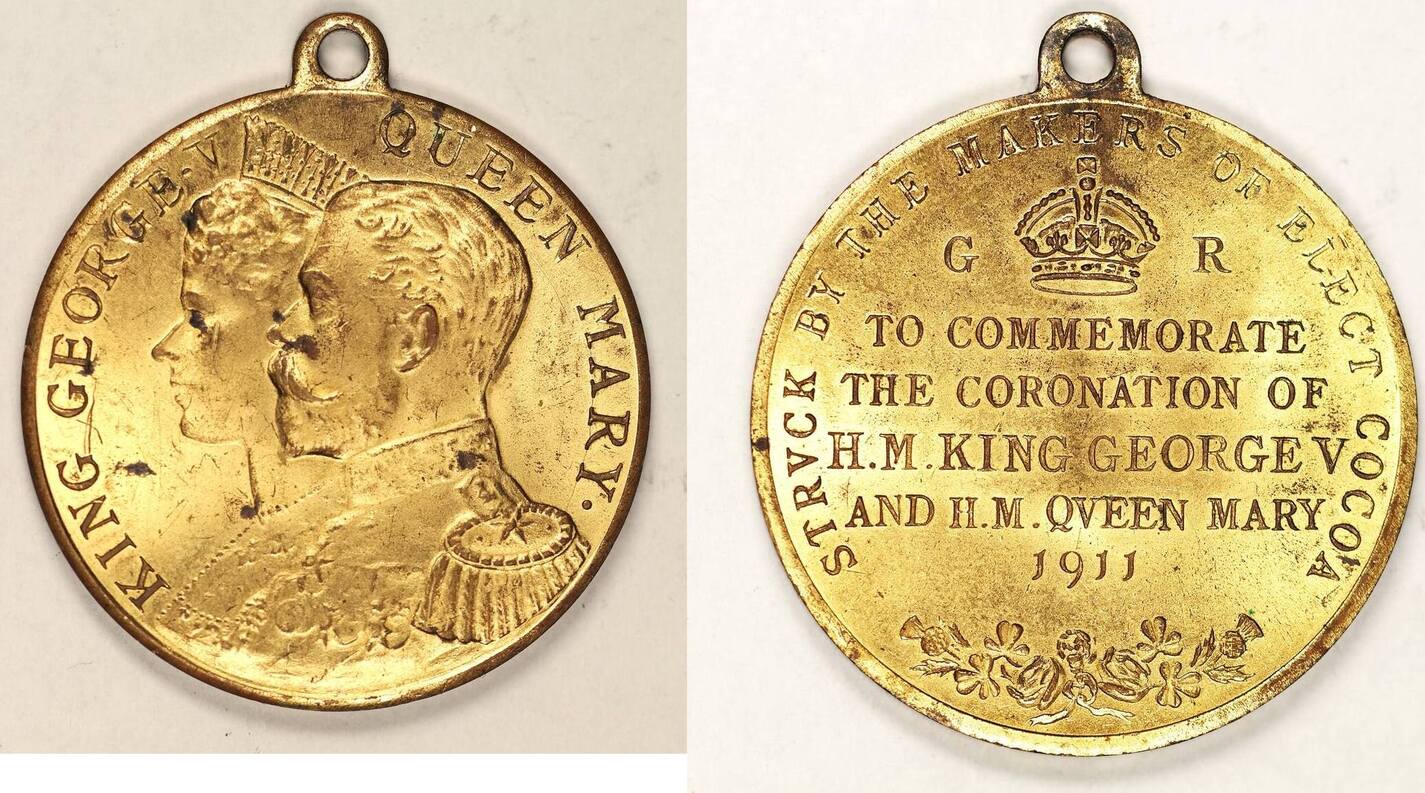 KING GEORGE·V QUEEN MARY.
STRVCK BY THE MAKERS OF ELECT COCOA
G R
TO COMMEMORATE
THE CORONATION OF
H.M.KING GEORGE V
AND H.M.QVEEN MARY
1911